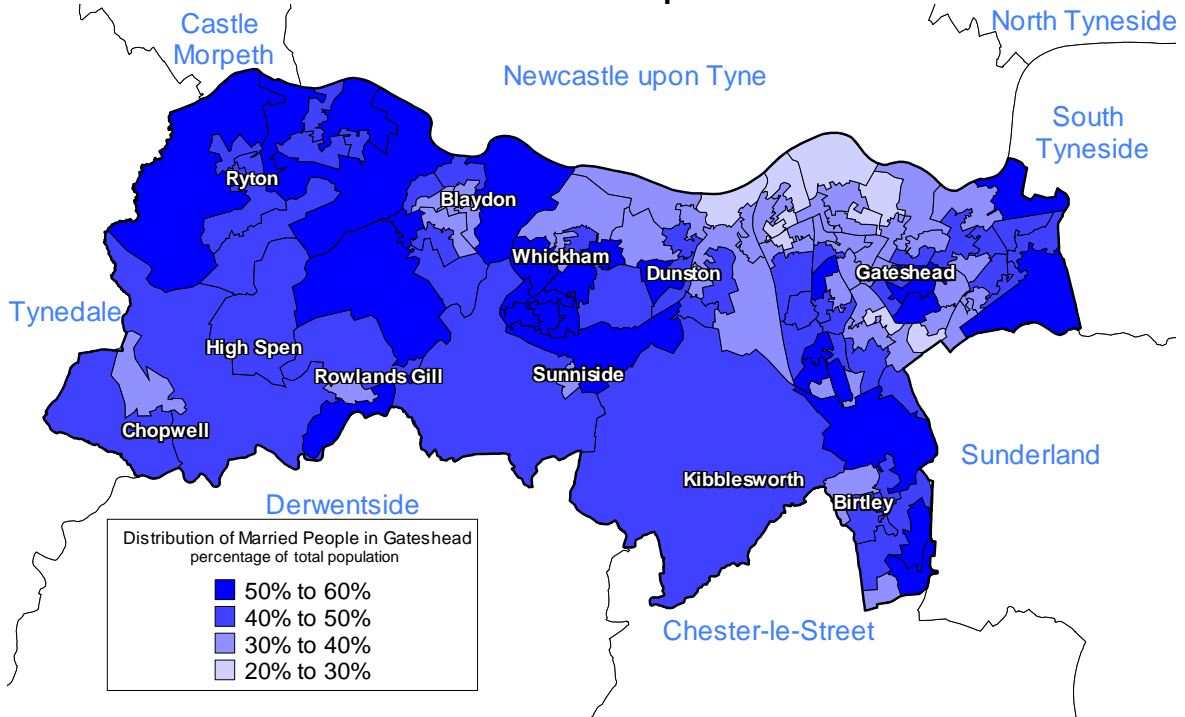 Castle
Morpeth
North Tyneside
Newcastle upon Tyne
South
Tyneside
Ryton
Blaydon
Whickham
Dunston
Gateshead
Tynedale
High Spen
Rowlands Gill
Sunniside
Chopwell
Sunderland
Kibblesworth
Birtley
Derwentside
Distribution of Married People in Gateshead
percentage of total population
50% to 60%
40% to 50%
30% to 40%
20% to 30%
Chester-le-Street